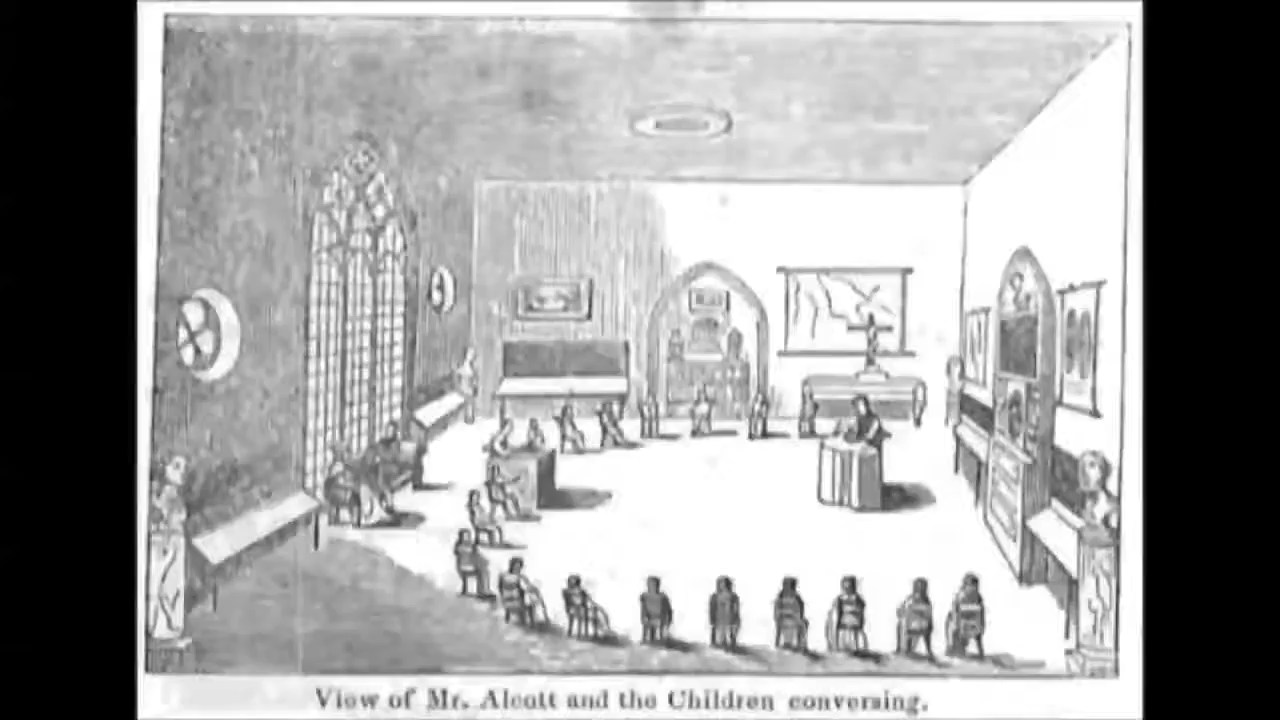 View of Mr. Alcott and the Children conversing.